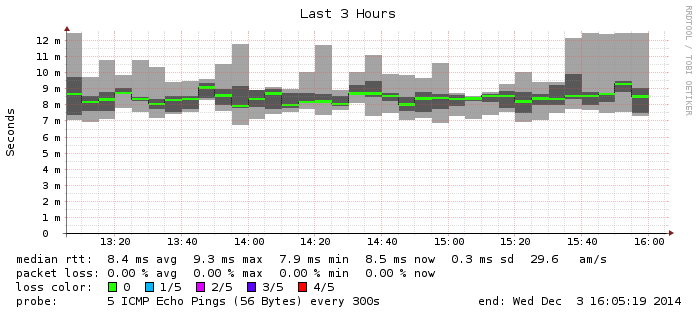 Last 3 Hours
RRDTOOL / TOBI OETIKER
Seconds
12 m
11 m
10 m
9 m
8 m
7 m
6 m
5 m
4 m
3 m
2 m
1 m
0
13:20 13:40 14:00 14:20 14:40 15:00 15:20 15:40 16:00
median rtt: 8.4 ms avg 9.3 ms max 7.9 ms min 8.5 ms now 0.3 ms sd 29.6 am/s
packet loss: 0.00 % avg 0.00 % max 0.00 % min 0.00 % now
loss color: 0 1/5 2/5 3/5 4/5
probe: 5 ICMP Echo Pings (56 Bytes) every 300s end: Wed Dec 3 16:05:19 2014